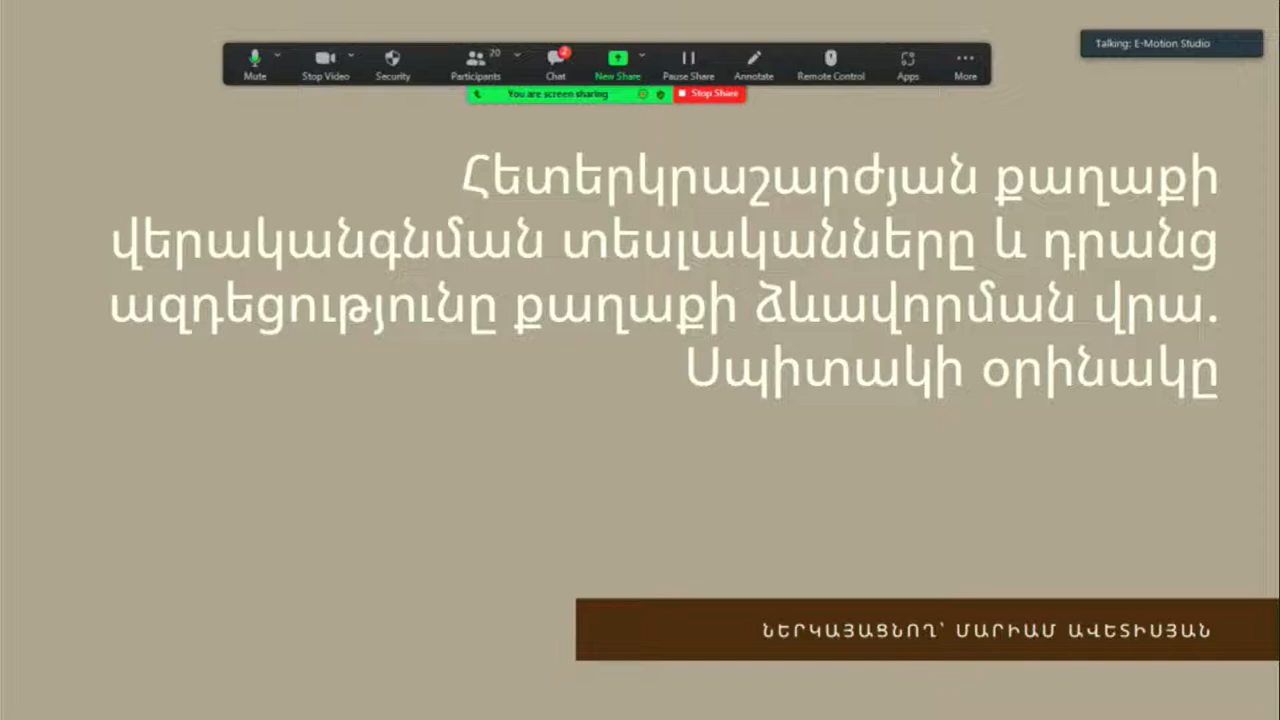 Talking: E-Motion Studio
20
2
Mute
Stop Video
Security
Participants
Chat
New Share
Pause Share
Annotate
Remote Control
Apps
More
You are screen sharing
Stop Share
Հետերկրաշարժյան քաղաքի
վերականգնման տեսլականները և դրանց
ազդեցությունը քաղաքի ձևավորման վրա.
Սպիտակի օրինակը
ՆԵՐԿԱՅԱՑՆՈՂ՝ ՄԱՐԻԱՄ ԱՎԵՏԻՍՅԱՆ